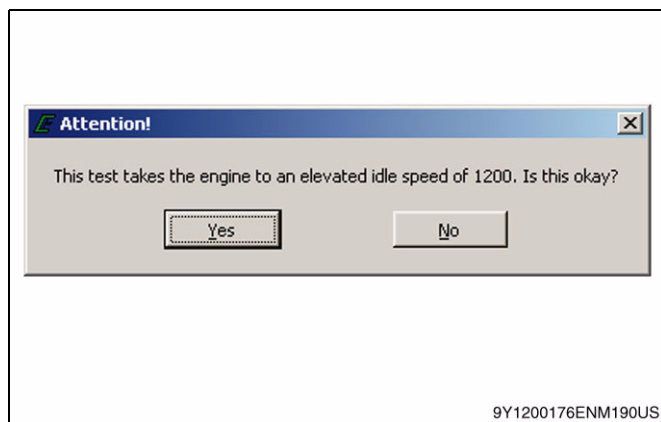 Attention!
This test takes the engine to an elevated idle speed of 1200. Is this okay?
Yes
No
9Y1200176ENM190US